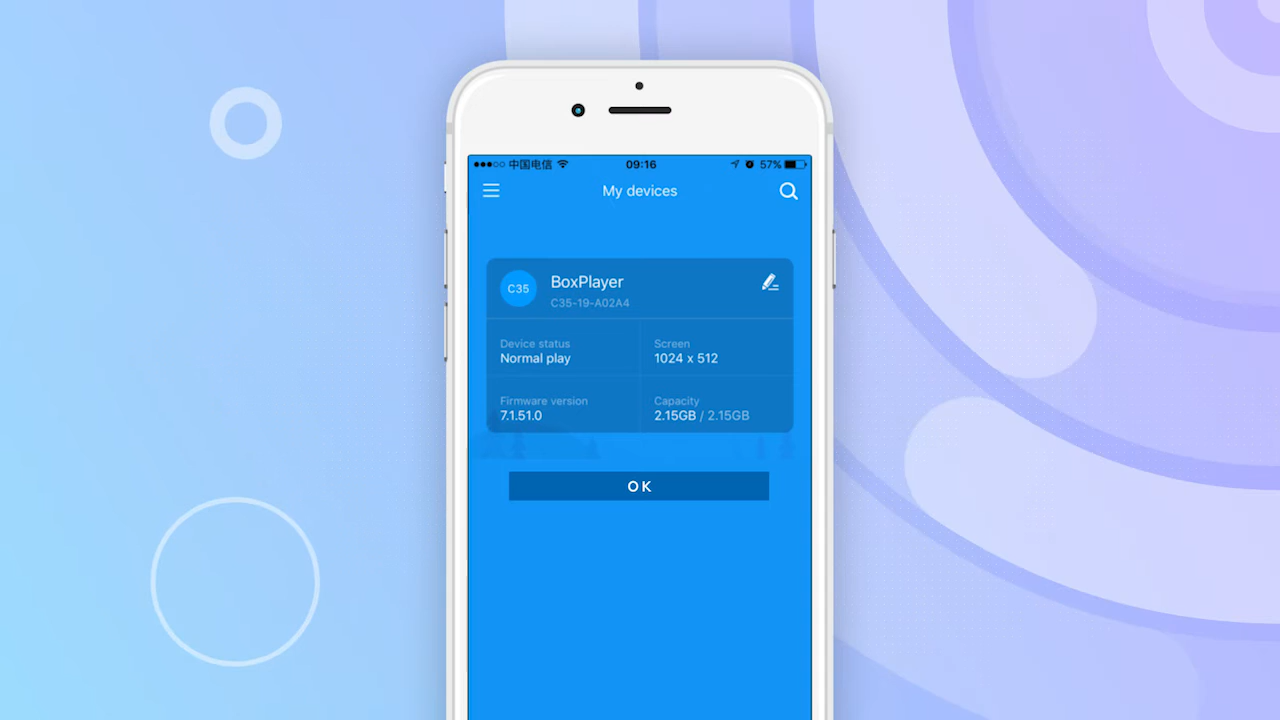 中国电信 09:16 57%
My devices
C35 BoxPlayer
C35-19-A02A4
Device status Screen
Normal play 1024 x 512
Firmware version Capacity
7.1.51.0 2.15GB / 2.15GB
OK